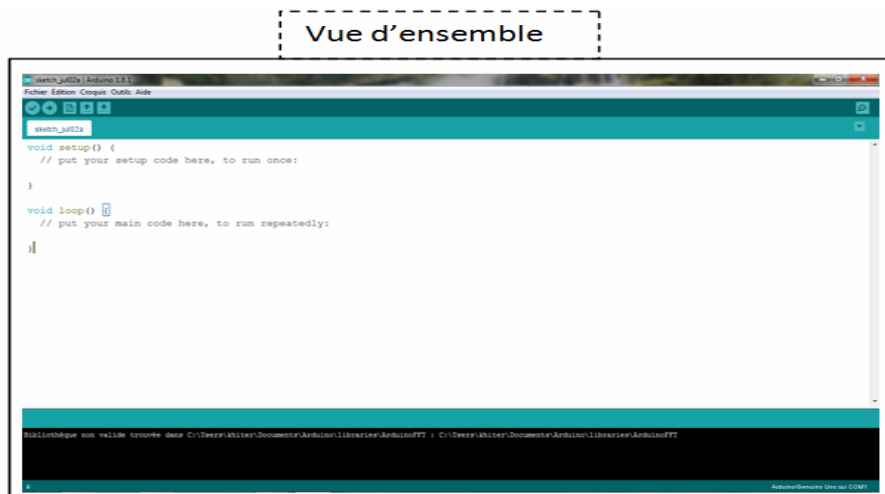 Vue d'ensemble
sketch_jul02a | Arduino 1.8.1
Fichier Édition Croquis Outils Aide
sketch_jul02a
void setup() {
// put your setup code here, to run once:
}
void loop() {
// put your main code here, to run repeatedly:
}
Bibliothèque non valide trouvée dans C:\Users\khiter\Documents\Arduino\libraries\ArduinoFFT : C:\Users\khiter\Documents\Arduino\libraries\ArduinoFFT
9
Arduino/Genuino Uno sur COM1